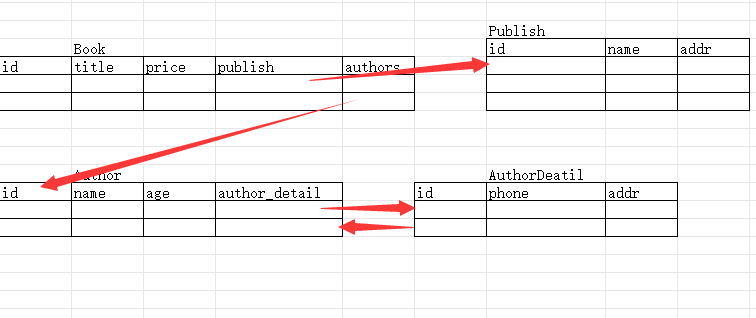 Publish
id name addr
Book
id title price publish authors
Author
id name age author_detail
AuthorDeatil
id phone addr